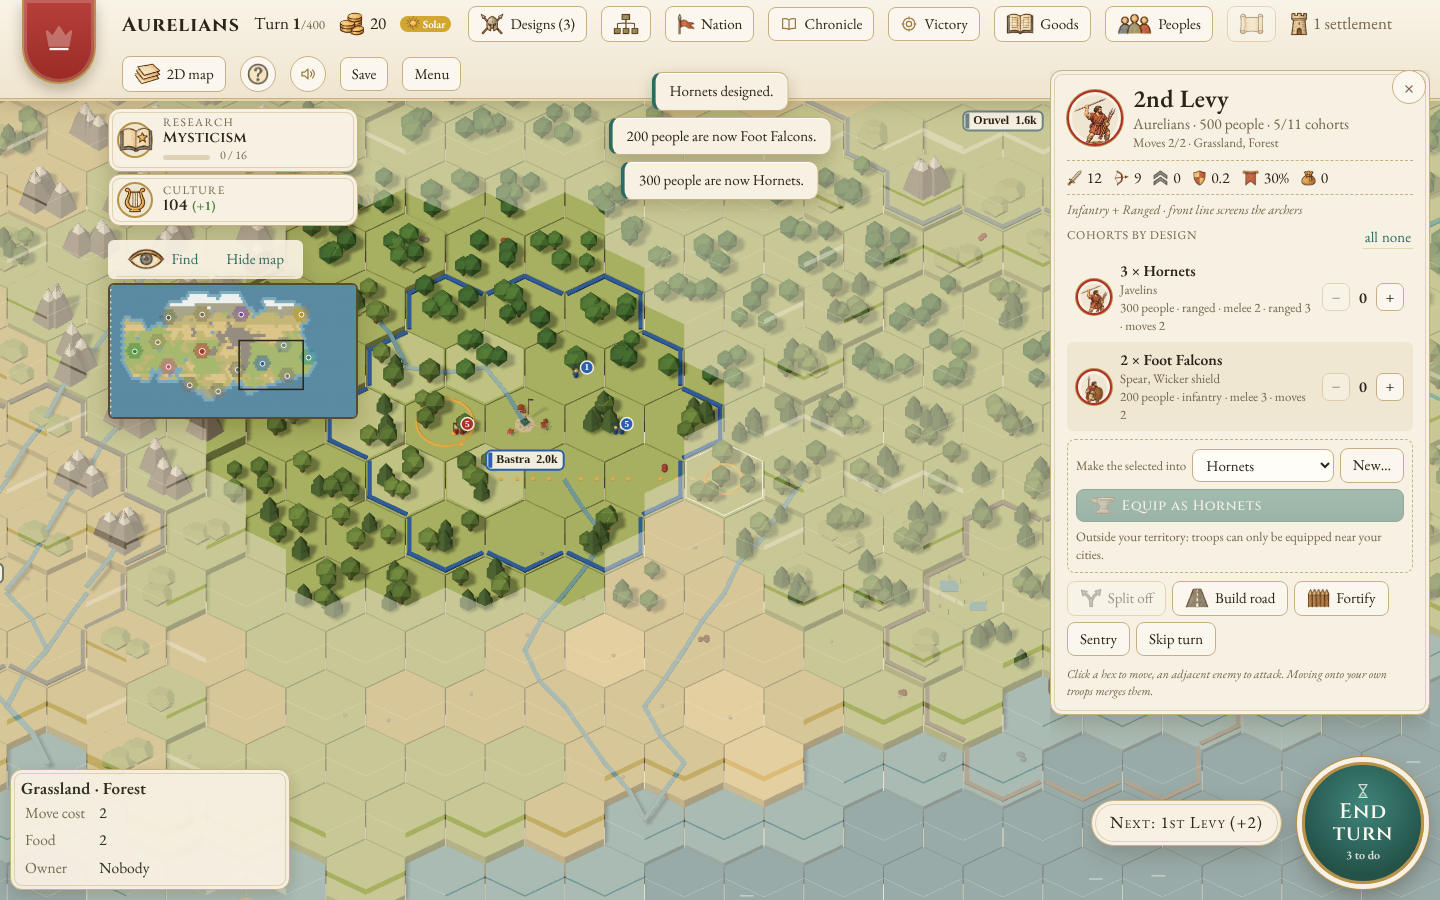 AURELIANS Turn 1/400 20 Solar Designs (3) Nation Chronicle Victory Goods Peoples 1 settlement
2D map ? Save Menu
Hornets designed.
200 people are now Foot Falcons.
300 people are now Hornets.
RESEARCH
MYSTICISM
0 / 16
CULTURE
104 (+1)
Find Hide map
Oruvel 1.6k
1
5
5
Bastra 2.0k
×
2nd Levy
Aurelians · 500 people · 5/11 cohorts
Moves 2/2 · Grassland, Forest
12 9 0 0.2 30% 0
Infantry + Ranged · front line screens the archers
COHORTS BY DESIGN all none
3 × Hornets
Javelins
300 people · ranged · melee 2 · ranged 3
· moves 2
− 0 +
2 × Foot Falcons
Spear, Wicker shield
200 people · infantry · melee 3 · moves
2
− 0 +
Make the selected into Hornets New...
EQUIP AS HORNETS
Outside your territory: troops can only be equipped near your
cities.
Split off Build road Fortify
Sentry Skip turn
Click a hex to move, an adjacent enemy to attack. Moving onto your own
troops merges them.
Grassland · Forest
Move cost 2
Food 2
Owner Nobody
NEXT: 1ST LEVY (+2)
END
TURN
3 to do